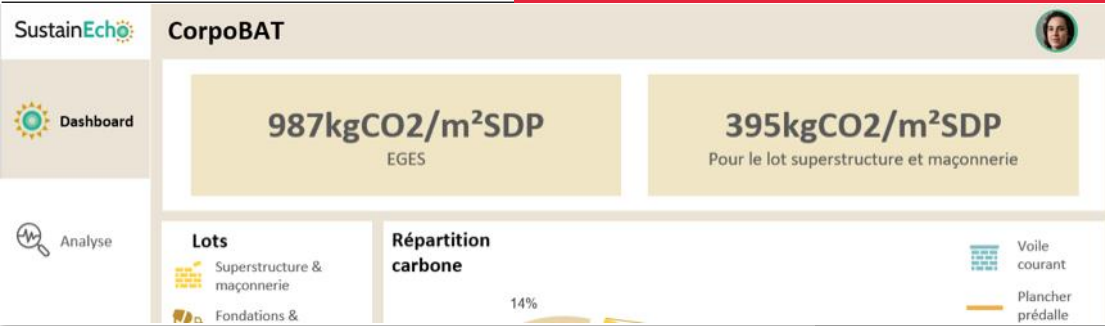 SustainEcho
CorpoBAT
Dashboard
987kgCO2/m²SDP
EGES
395kgCO2/m²SDP
Pour le lot superstructure et maçonnerie
Analyse
Lots
Superstructure &
maçonnerie
Fondations &
Répartition
carbone
14%
Voile
courant
Plancher
prédalle